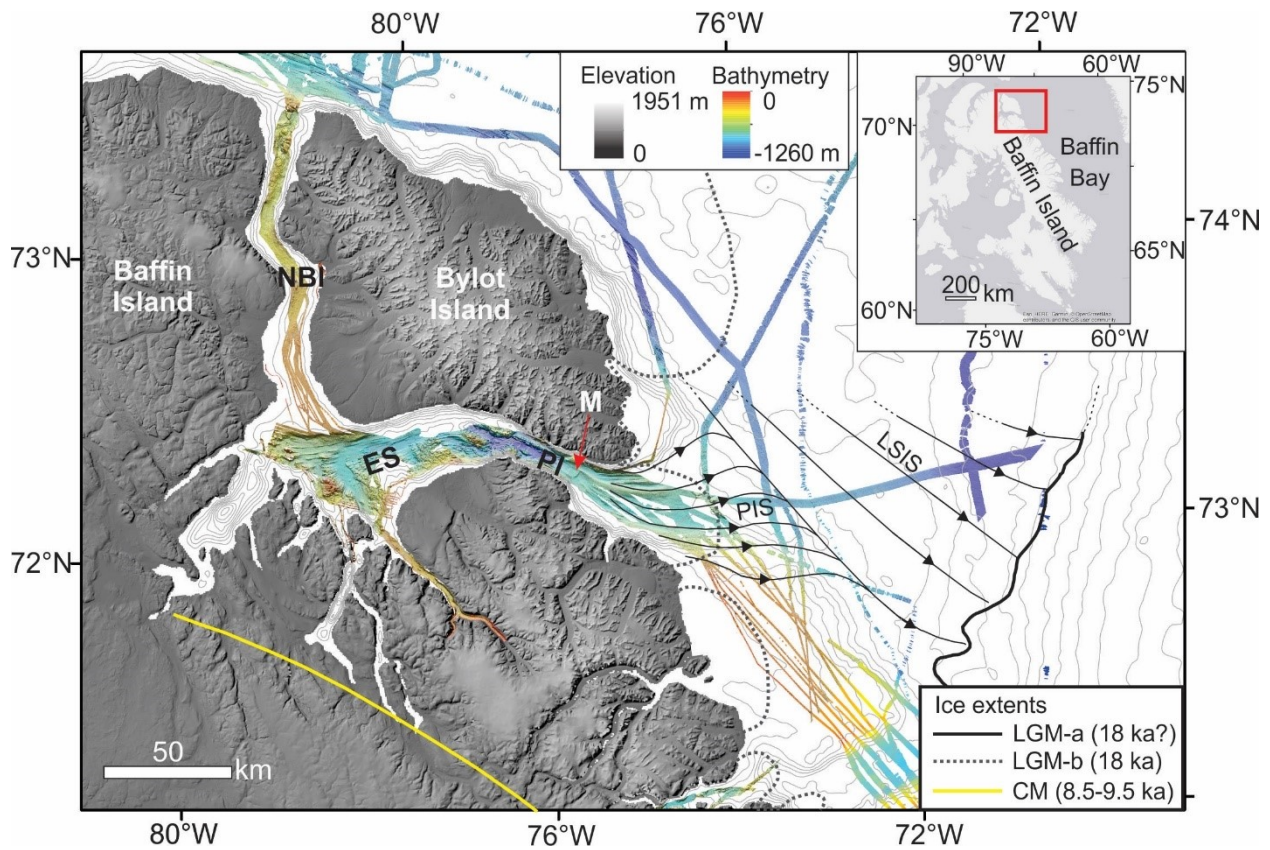 80°W
76°W
72°W
Elevation
1951 m
0
Bathymetry
0
-1260 m
90°W
60°W
75°N
70°N
Baffin Island
Baffin
Bay
65°N
60°N
200 km
75°W
60°W
74°N
73°N
Baffin
Island
NBI
Bylot
Island
M
ES
PI
PIS
LSIS
73°N
72°N
50
km
Ice extents
LGM-a (18 ka?)
LGM-b (18 ka)
CM (8.5-9.5 ka)
80°W
76°W
72°W